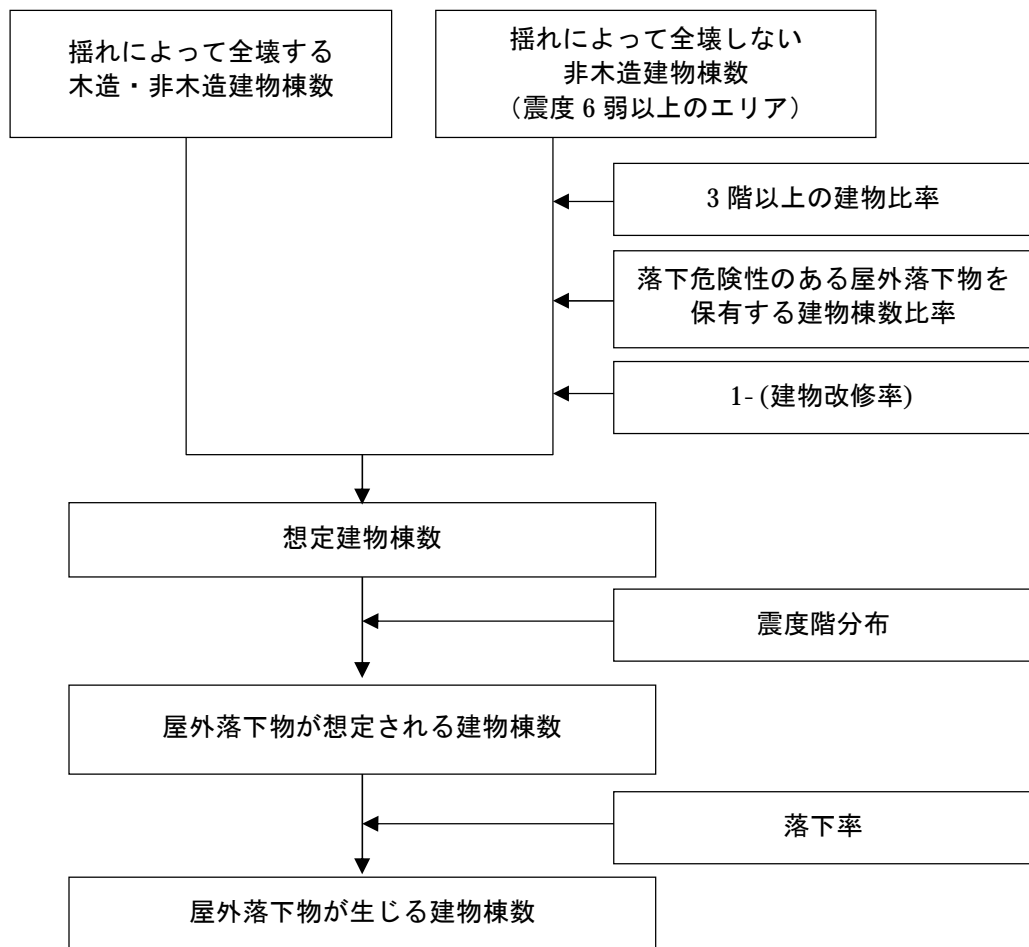 揺れによって全壊する
木造・非木造建物棟数
揺れによって全壊しない
非木造建物棟数
（震度 6 弱以上のエリア）
3 階以上の建物比率
落下危険性のある屋外落下物を
保有する建物棟数比率
1- (建物改修率)
想定建物棟数
震度階分布
屋外落下物が想定される建物棟数
落下率
屋外落下物が生じる建物棟数